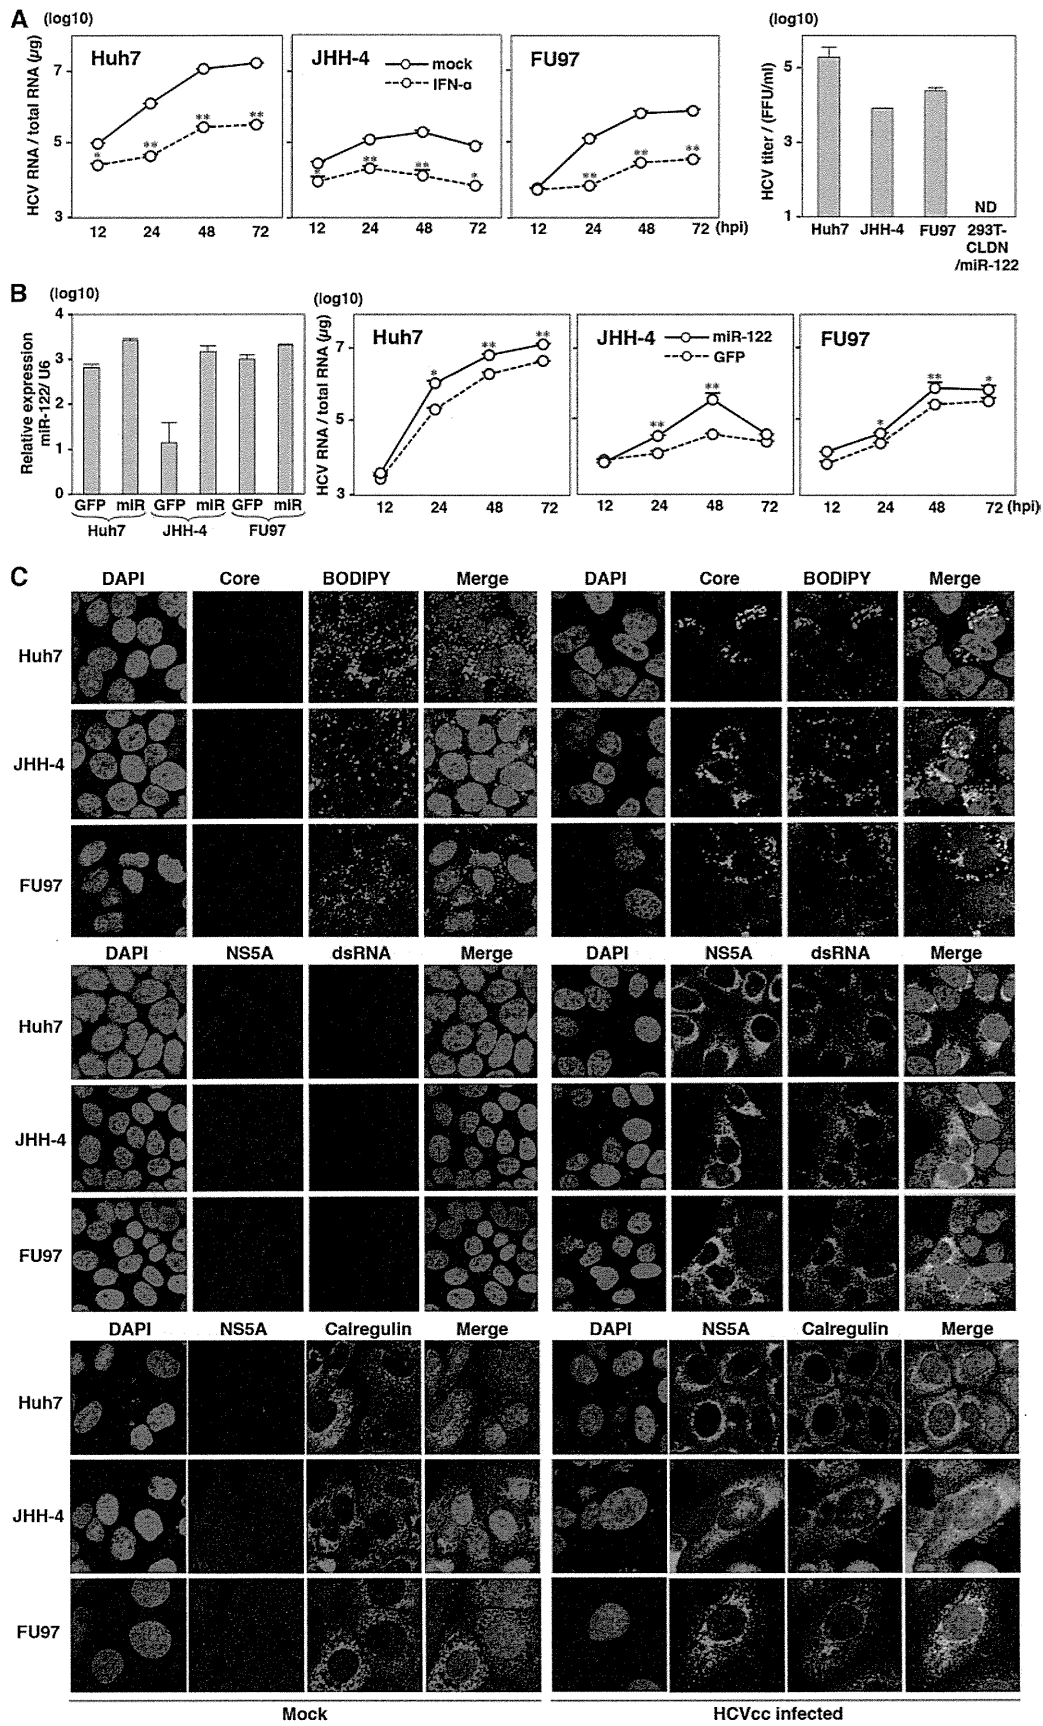 A (log10) (log10)
HCV RNA / total RNA (µg)
7
5
3
Huh7
** ** **
*
12 24 48 72
JHH-4
mock
IFN-α
* ** ** *
12 24 48 72
FU97
** ** **
12 24 48 72 (hpi)
HCV titer / (FFU/ml)
5
3
1
ND
Huh7 JHH-4 FU97 293T-
CLDN
/miR-122
B (log10) (log10)
Relative expression
miR-122/ U6
4
3
2
1
0
GFP miR GFP miR GFP miR
Huh7 JHH-4 FU97
HCV RNA / total RNA (µg)
7
5
3
Huh7
* ** **
12 24 48 72
JHH-4
miR-122
GFP
** **
12 24 48 72
FU97
* ** *
12 24 48 72 (hpi)
C
DAPI Core BODIPY Merge DAPI Core BODIPY Merge
Huh7
JHH-4
FU97
DAPI NS5A dsRNA Merge DAPI NS5A dsRNA Merge
Huh7
JHH-4
FU97
DAPI NS5A Calregulin Merge DAPI NS5A Calregulin Merge
Huh7
JHH-4
FU97
Mock HCVcc infected